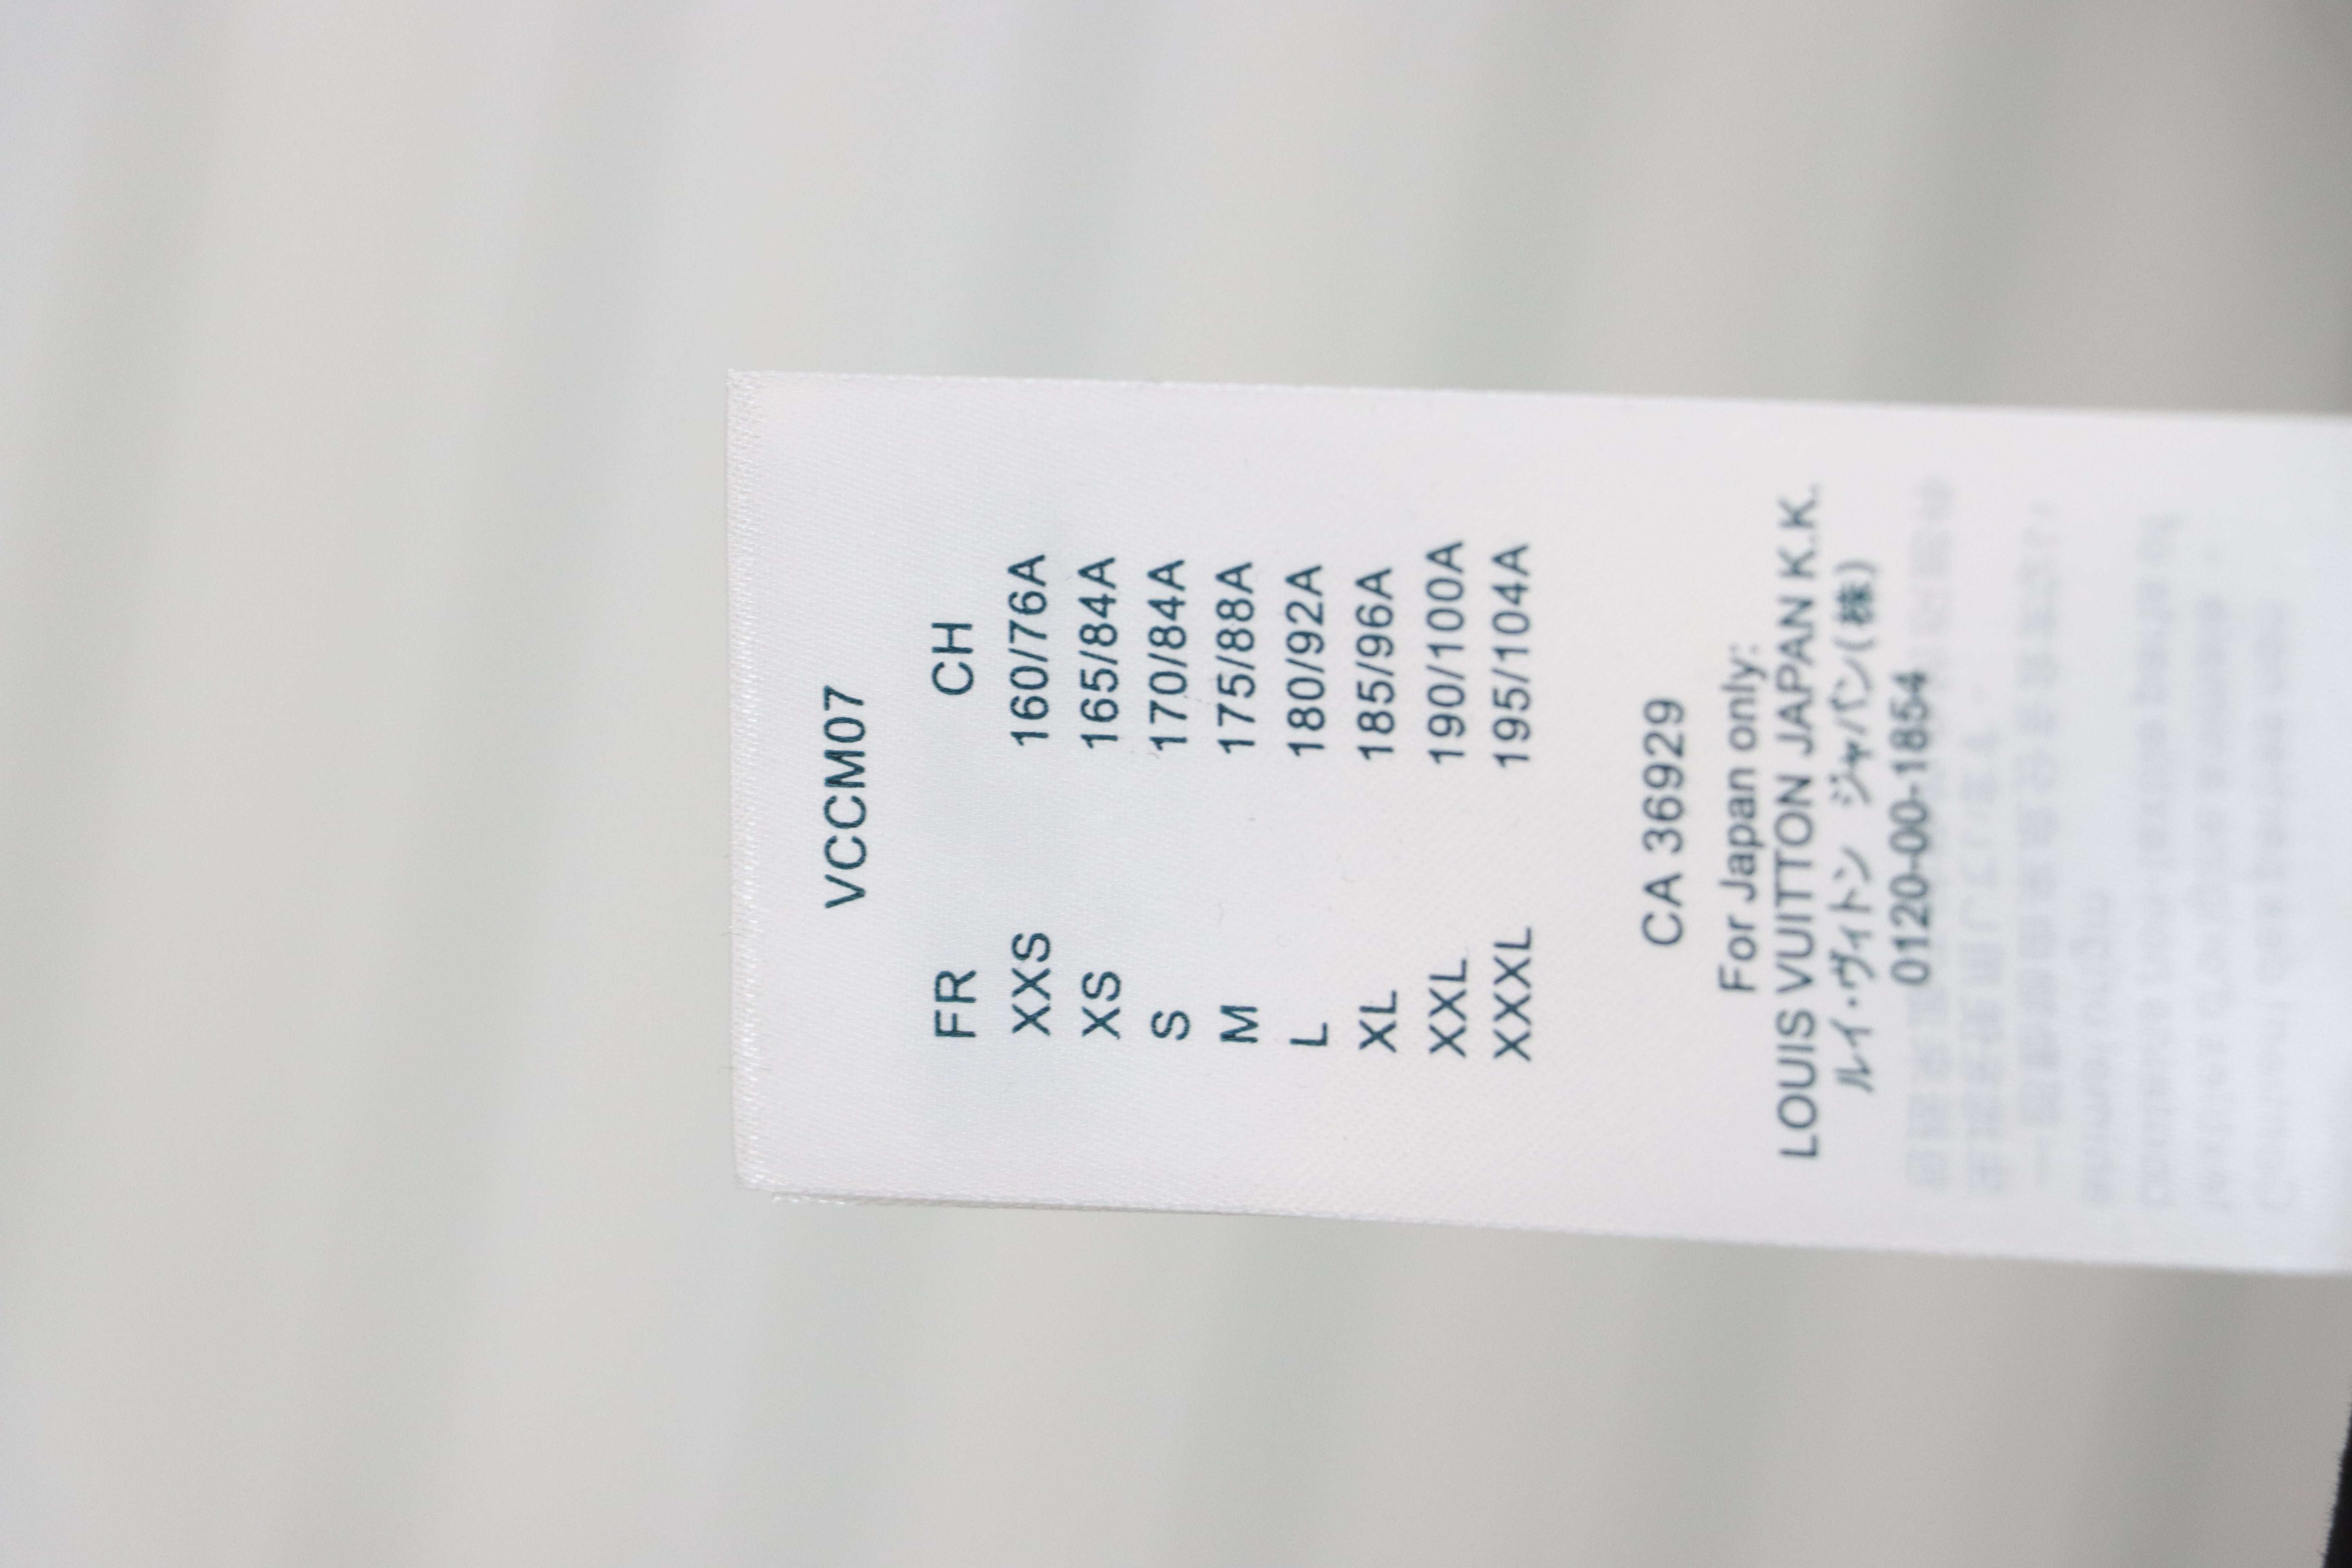 VCCM07
FR CH
XXS 160/76A
XS 165/84A
S 170/84A
M 175/88A
L 180/92A
XL 185/96A
XXL 190/100A
XXXL 195/104A
CA 36929
For Japan only:
LOUIS VUITTON JAPAN K.K.
ルイ・ヴィトン ジャパン(株)
0120-00-1854